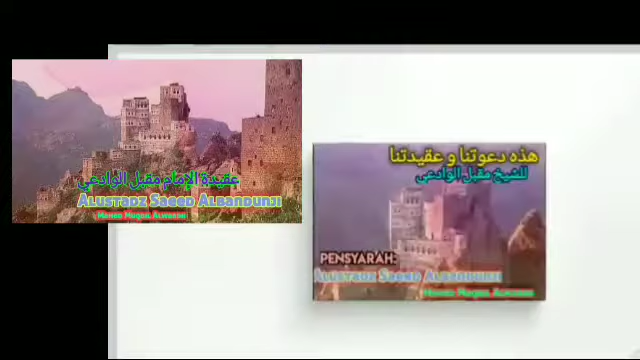 عقيدة الإمام مقبل الوادعي
Alustadz Saeed Albandunji
هذه دعوتنا و عقيدتنا
للشيخ مقبل الوادعي
PENSYARAH:
Alustadz Saeed Albandunji